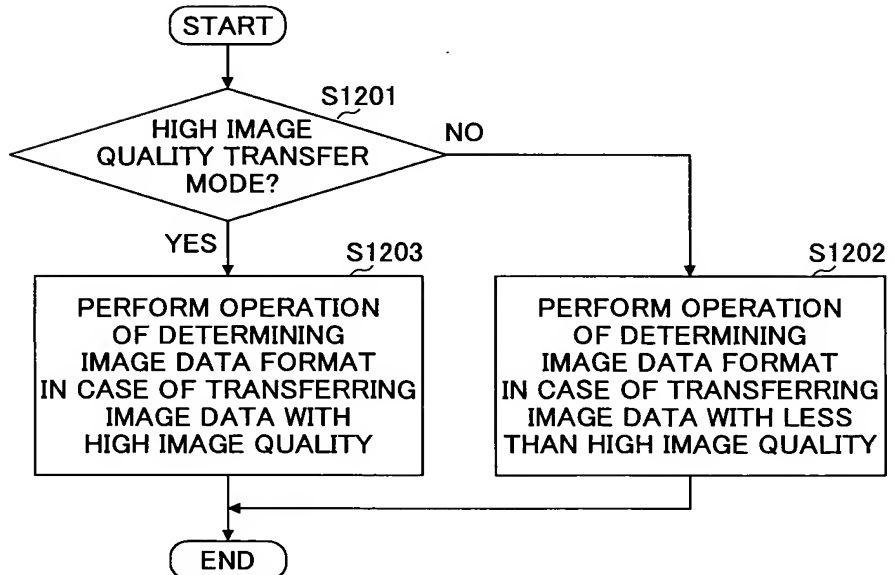 START
S1201
HIGH IMAGE
QUALITY TRANSFER
MODE?
NO
YES
S1203
PERFORM OPERATION
OF DETERMINING
IMAGE DATA FORMAT
IN CASE OF TRANSFERRING
IMAGE DATA WITH
HIGH IMAGE QUALITY
S1202
PERFORM OPERATION
OF DETERMINING
IMAGE DATA FORMAT
IN CASE OF TRANSFERRING
IMAGE DATA WITH LESS
THAN HIGH IMAGE QUALITY
END